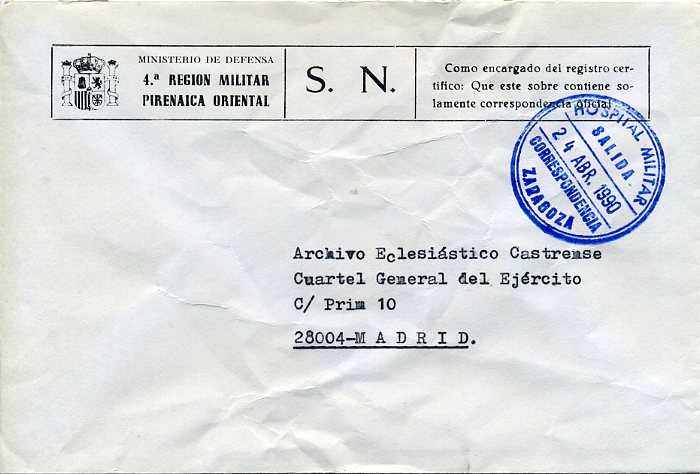 MINISTERIO DE DEFENSA
4.ª REGION MILITAR
PIRENAICA ORIENTAL
S. N.
Como encargado del registro cer-
tifico: Que este sobre contiene so-
lamente correspondencia oficial
HOSPITAL MILITAR
SALIDA.
24 ABR. 1990
CORRESPONDENCIA
ZARAGOZA
Archivo Eclesiástico Castrense
Cuartel General del Ejército
C/ Prim 10
28004-M A D R I D.